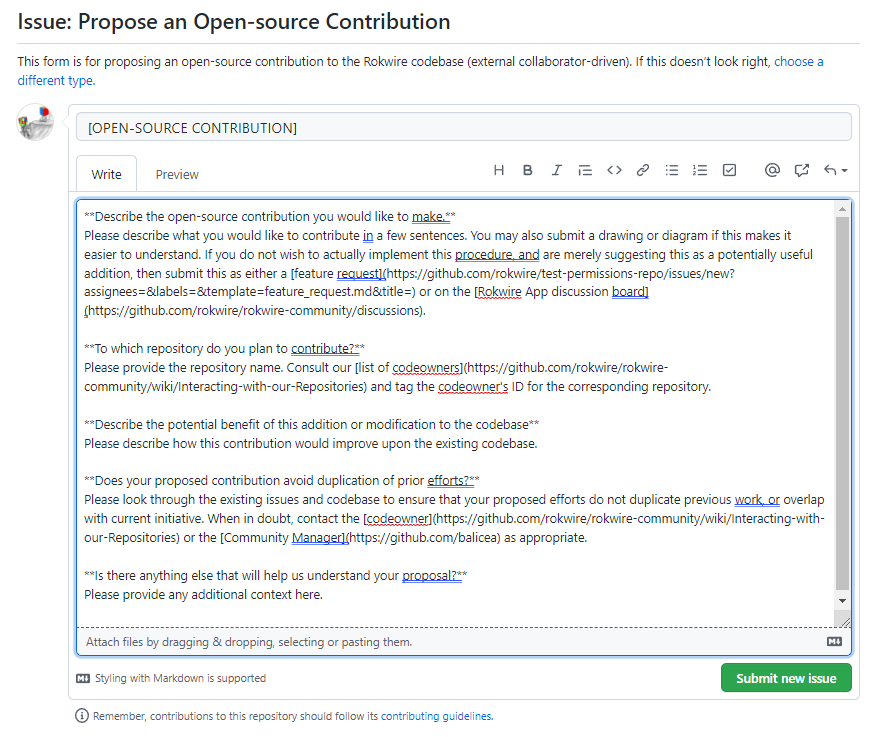 Issue: Propose an Open-source Contribution
This form is for proposing an open-source contribution to the Rokwire codebase (external collaborator-driven). If this doesn't look right, choose a
different type.
[OPEN-SOURCE CONTRIBUTION]
Write Preview
**Describe the open-source contribution you would like to make.**
Please describe what you would like to contribute in a few sentences. You may also submit a drawing or diagram if this makes it
easier to understand. If you do not wish to actually implement this procedure, and are merely suggesting this as a potentially useful
addition, then submit this as either a [feature request](https://github.com/rokwire/test-permissions-repo/issues/new?
assignees=&labels=&template=feature_request.md&title=) or on the [Rokwire App discussion board]
(https://github.com/rokwire/rokwire-community/discussions).
**To which repository do you plan to contribute?**
Please provide the repository name. Consult our [list of codeowners](https://github.com/rokwire/rokwire-
community/wiki/Interacting-with-our-Repositories) and tag the codeowner's ID for the corresponding repository.
**Describe the potential benefit of this addition or modification to the codebase**
Please describe how this contribution would improve upon the existing codebase.
**Does your proposed contribution avoid duplication of prior efforts?**
Please look through the existing issues and codebase to ensure that your proposed efforts do not duplicate previous work, or overlap
with current initiative. When in doubt, contact the [codeowner](https://github.com/rokwire/rokwire-community/wiki/Interacting-with-
our-Repositories) or the [Community Manager](https://github.com/balicea) as appropriate.
**Is there anything else that will help us understand your proposal?**
Please provide any additional context here.
Attach files by dragging & dropping, selecting or pasting them.
Styling with Markdown is supported
Submit new issue
Remember, contributions to this repository should follow its contributing guidelines.